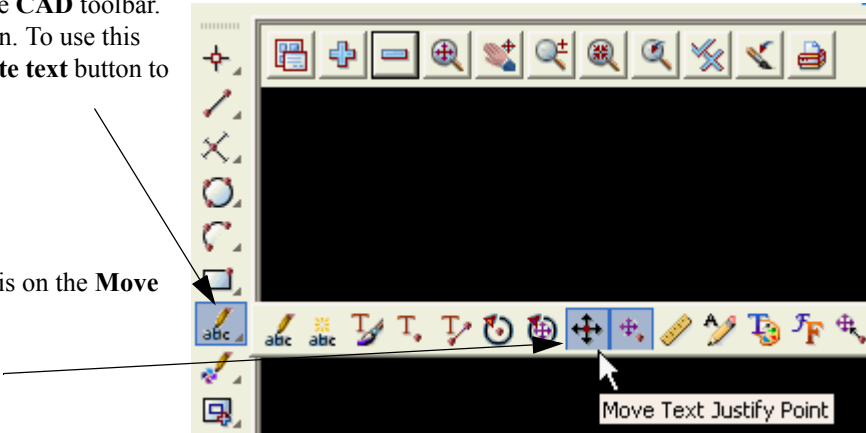 e CAD toolbar.
n. To use this
te text button to
is on the Move
abc
abc
abc
Move Text Justify Point